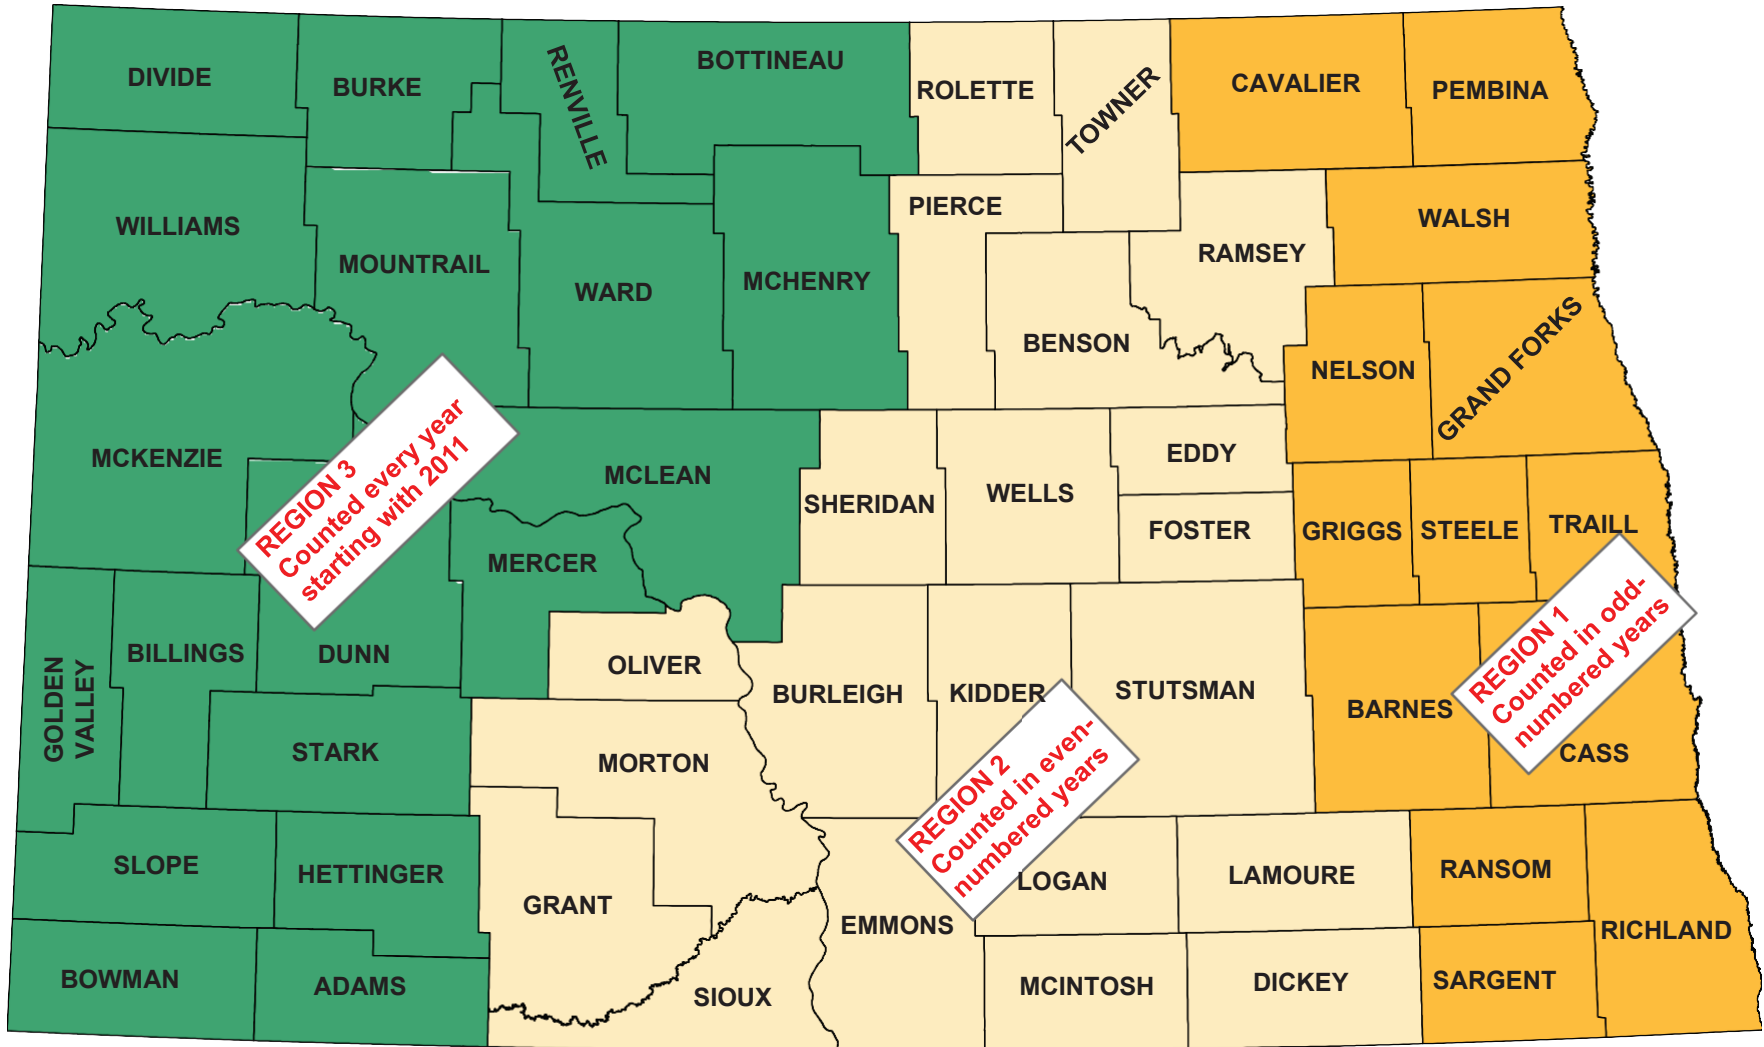 DIVIDE
BURKE
RENVILLE
BOTTINEAU
ROLETTE
TOWNER
CAVALIER
PEMBINA
WILLIAMS
MOUNTRAIL
WARD
MCHENRY
PIERCE
BENSON
RAMSEY
WALSH
NELSON
GRAND FORKS
MCKENZIE
REGION 3
Counted every year
starting with 2011
MCLEAN
MERCER
SHERIDAN
WELLS
EDDY
FOSTER
GRIGGS
STEELE
TRAILL
GOLDEN
VALLEY
BILLINGS
DUNN
OLIVER
BURLEIGH
KIDDER
STUTSMAN
BARNES
REGION 1
Counted in odd-
numbered years
CASS
STARK
MORTON
REGION 2
Counted in even-
numbered years
SLOPE
HETTINGER
GRANT
EMMONS
LOGAN
LAMOURE
RANSOM
RICHLAND
BOWMAN
ADAMS
SIOUX
MCINTOSH
DICKEY
SARGENT